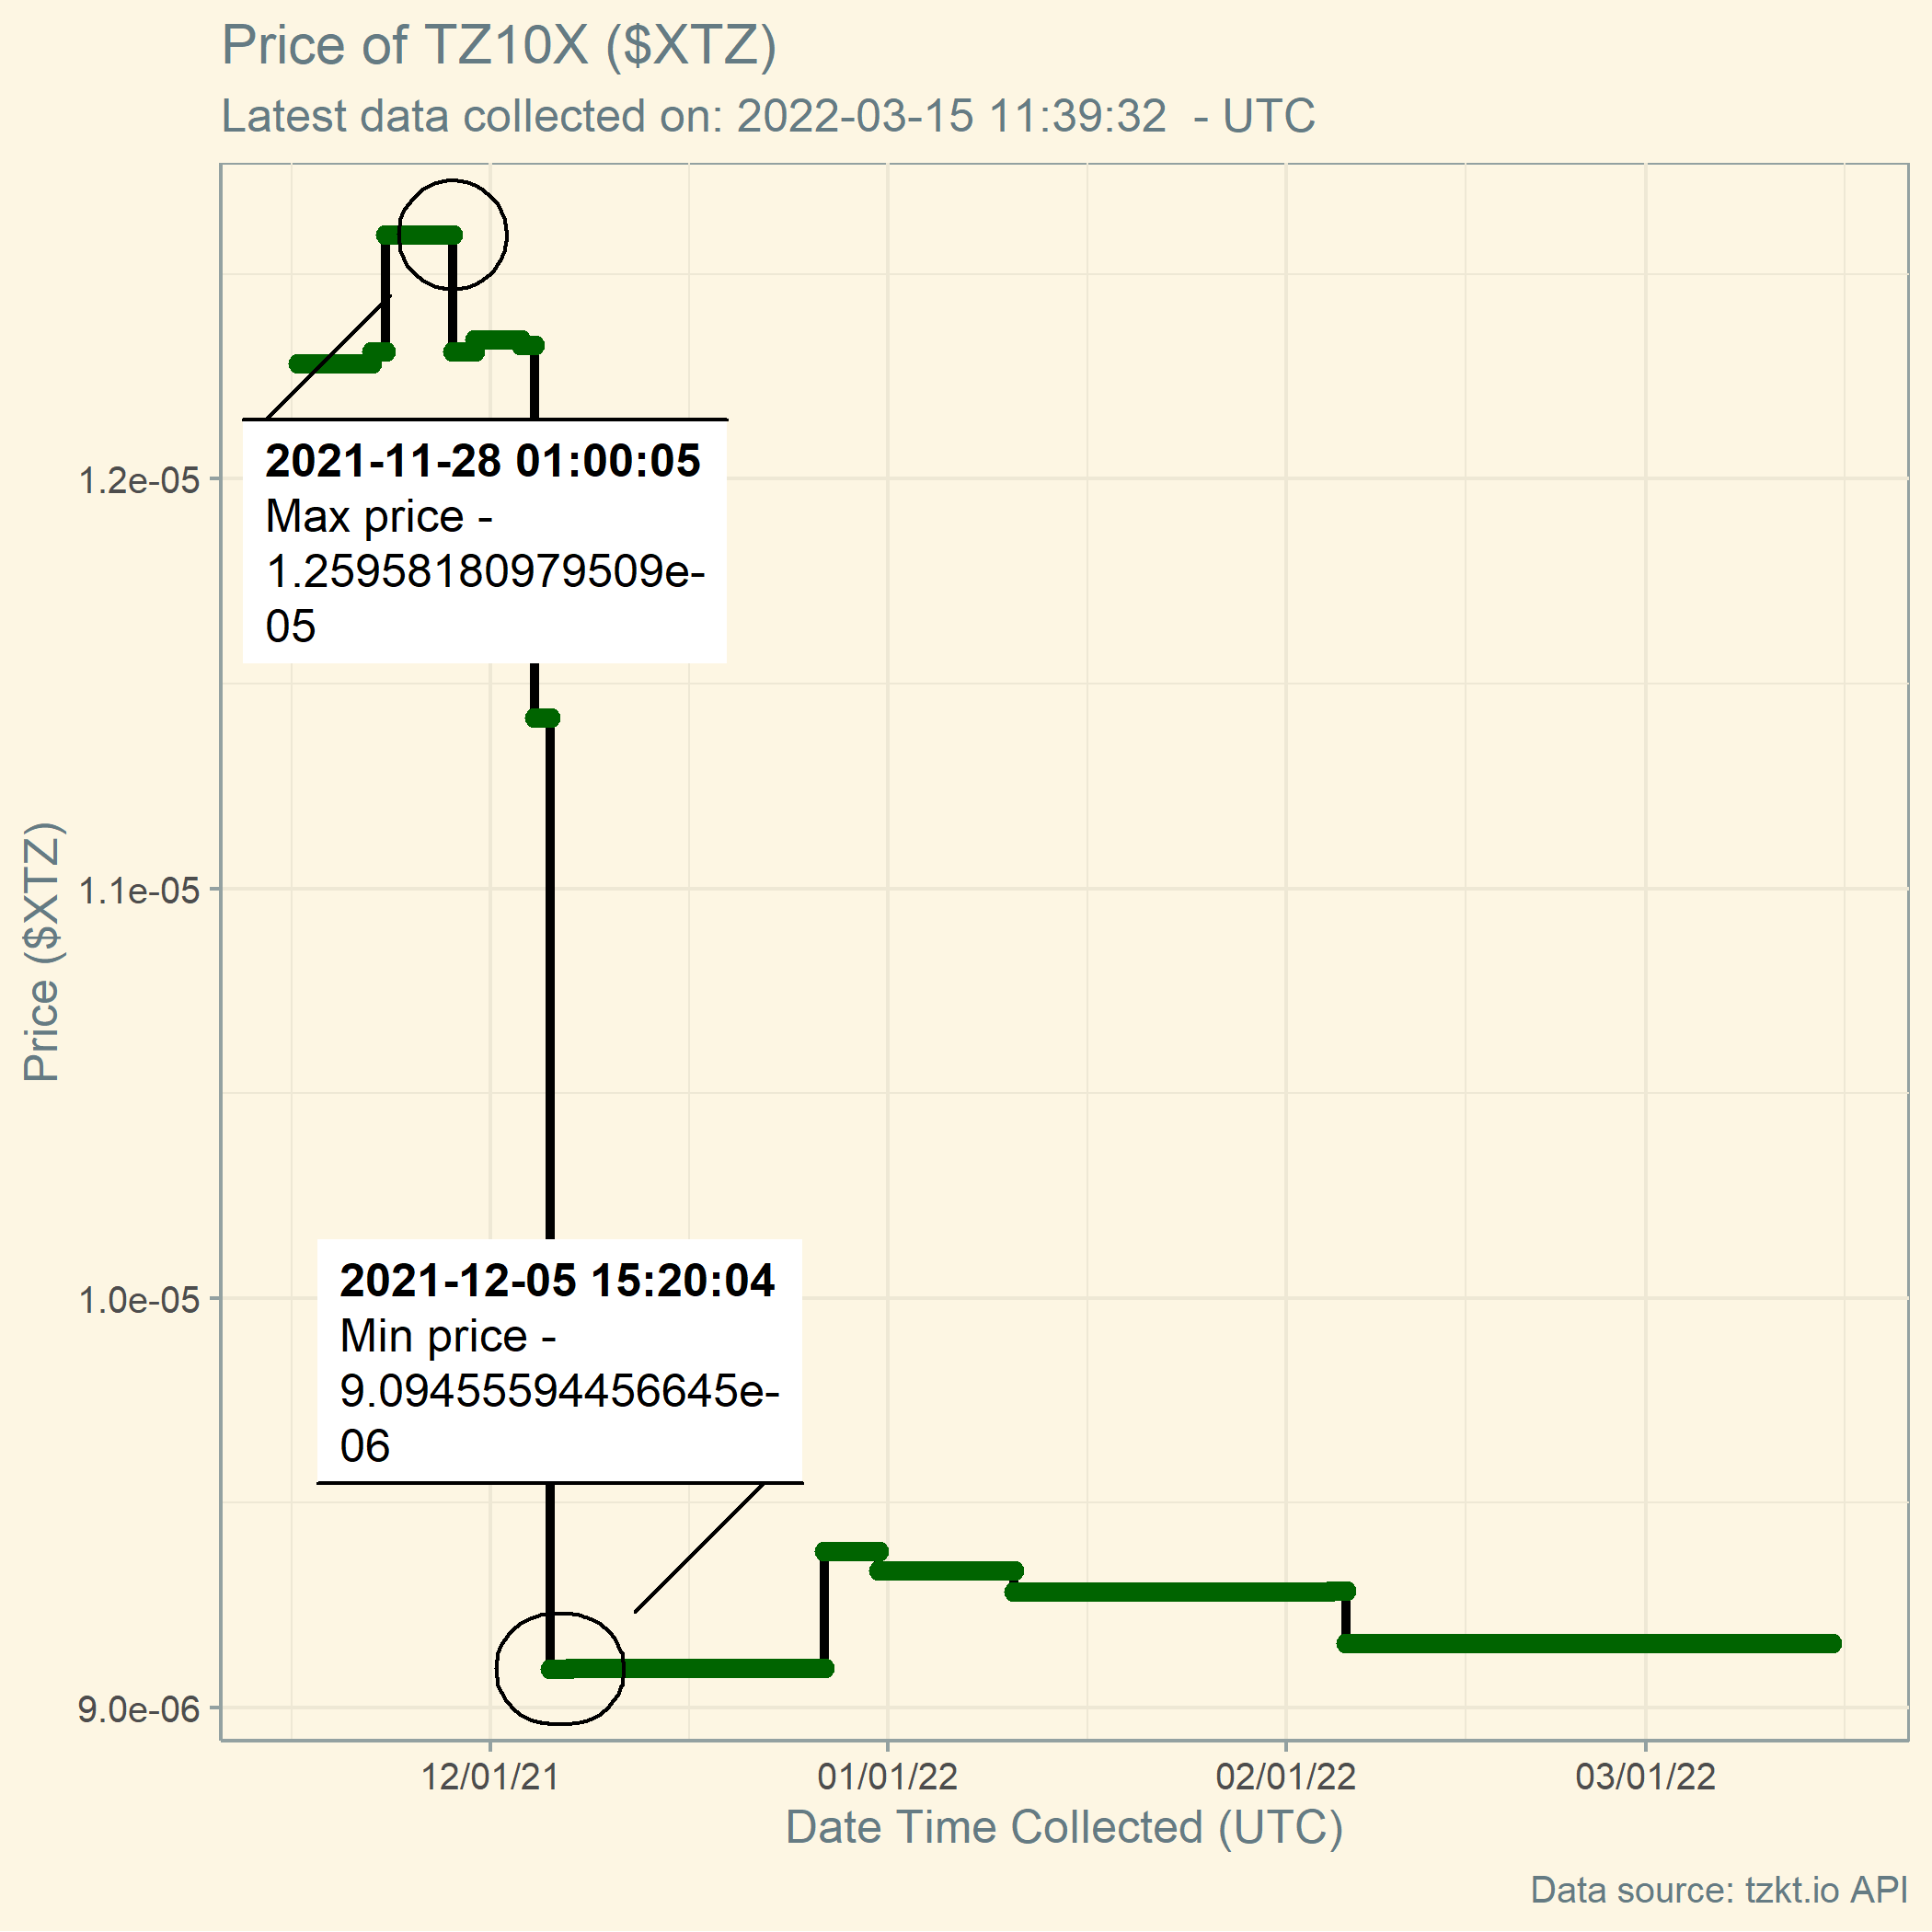 Price of TZ10X ($XTZ)
Latest data collected on: 2022-03-15 11:39:32  - UTC
2021-11-28 01:00:05
Max price -
1.25958180979509e-
05
1.2e-05
1.1e-05
Price ($XTZ)
2021-12-05 15:20:04
Min price -
9.09455594456645e-
06
1.0e-05
9.0e-06
12/01/21
01/01/22
02/01/22
03/01/22
Date Time Collected (UTC)
Data source: tzkt.io API